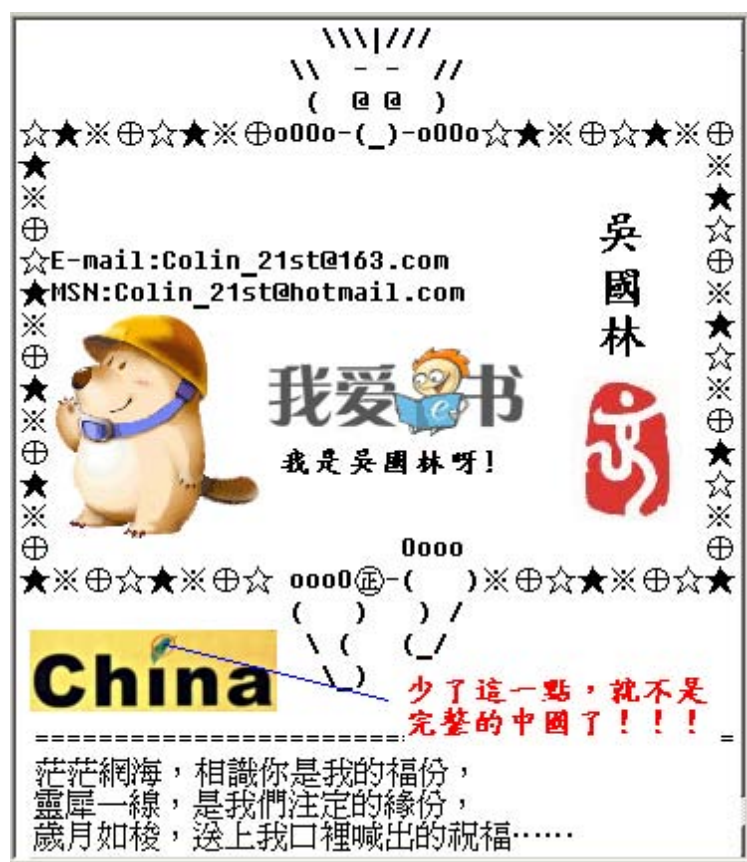 \\\|///
\\ - - //
( @ @ )
☆★※⊕☆★※⊕oOOo-(_)-oOOo☆★※⊕☆★※⊕
★ ※
※ ★
⊕ 吳 ☆
☆E-mail:Colin_21st@163.com ⊕
★MSN:Colin_21st@hotmail.com 國 ※
※ 林 ★
⊕ ☆
★ 我爱e书 ※
※ ⊕
⊕ 我是吳國林呀! ★
★ ☆
※ ※
⊕ Oooo ⊕
★※⊕☆★※⊕☆ oooO㊣-( )※⊕☆★※⊕☆★
( ) ) /
\ ( (_/
\_)
China
少了這一點,就不是
完整的中國了!!!
==========================
茫茫網海,相識你是我的福份,
靈犀一線,是我們注定的緣份,
歲月如梭,送上我口裡喊出的祝福……